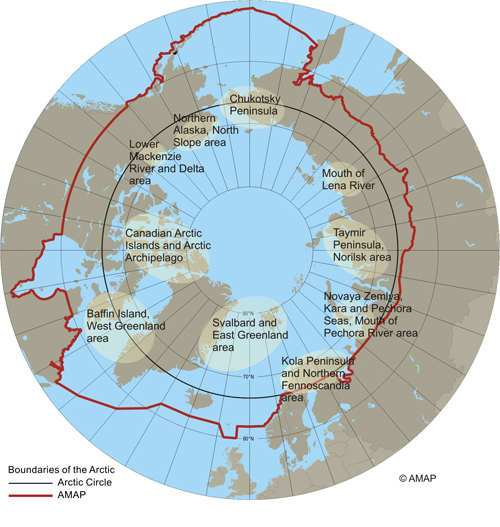 Chukotsky
Peninsula
Northern
Alaska, North
Slope area
Lower
Mackenzie
River and Delta
area
Mouth of
Lena River
Canadian Arctic
Islands and Arctic
Archipelago
Taymir
Peninsula,
Norilsk area
Novaya Zemlya,
Kara and Pechora
Seas, Mouth of
Pechora River area
Baffin Island,
West Greenland
area
80°N
Svalbard and
East Greenland
area
Kola Peninsula
and Northern
Fennoscandia
area
70°N
60°N
Boundaries of the Arctic
Arctic Circle
AMAP
© AMAP